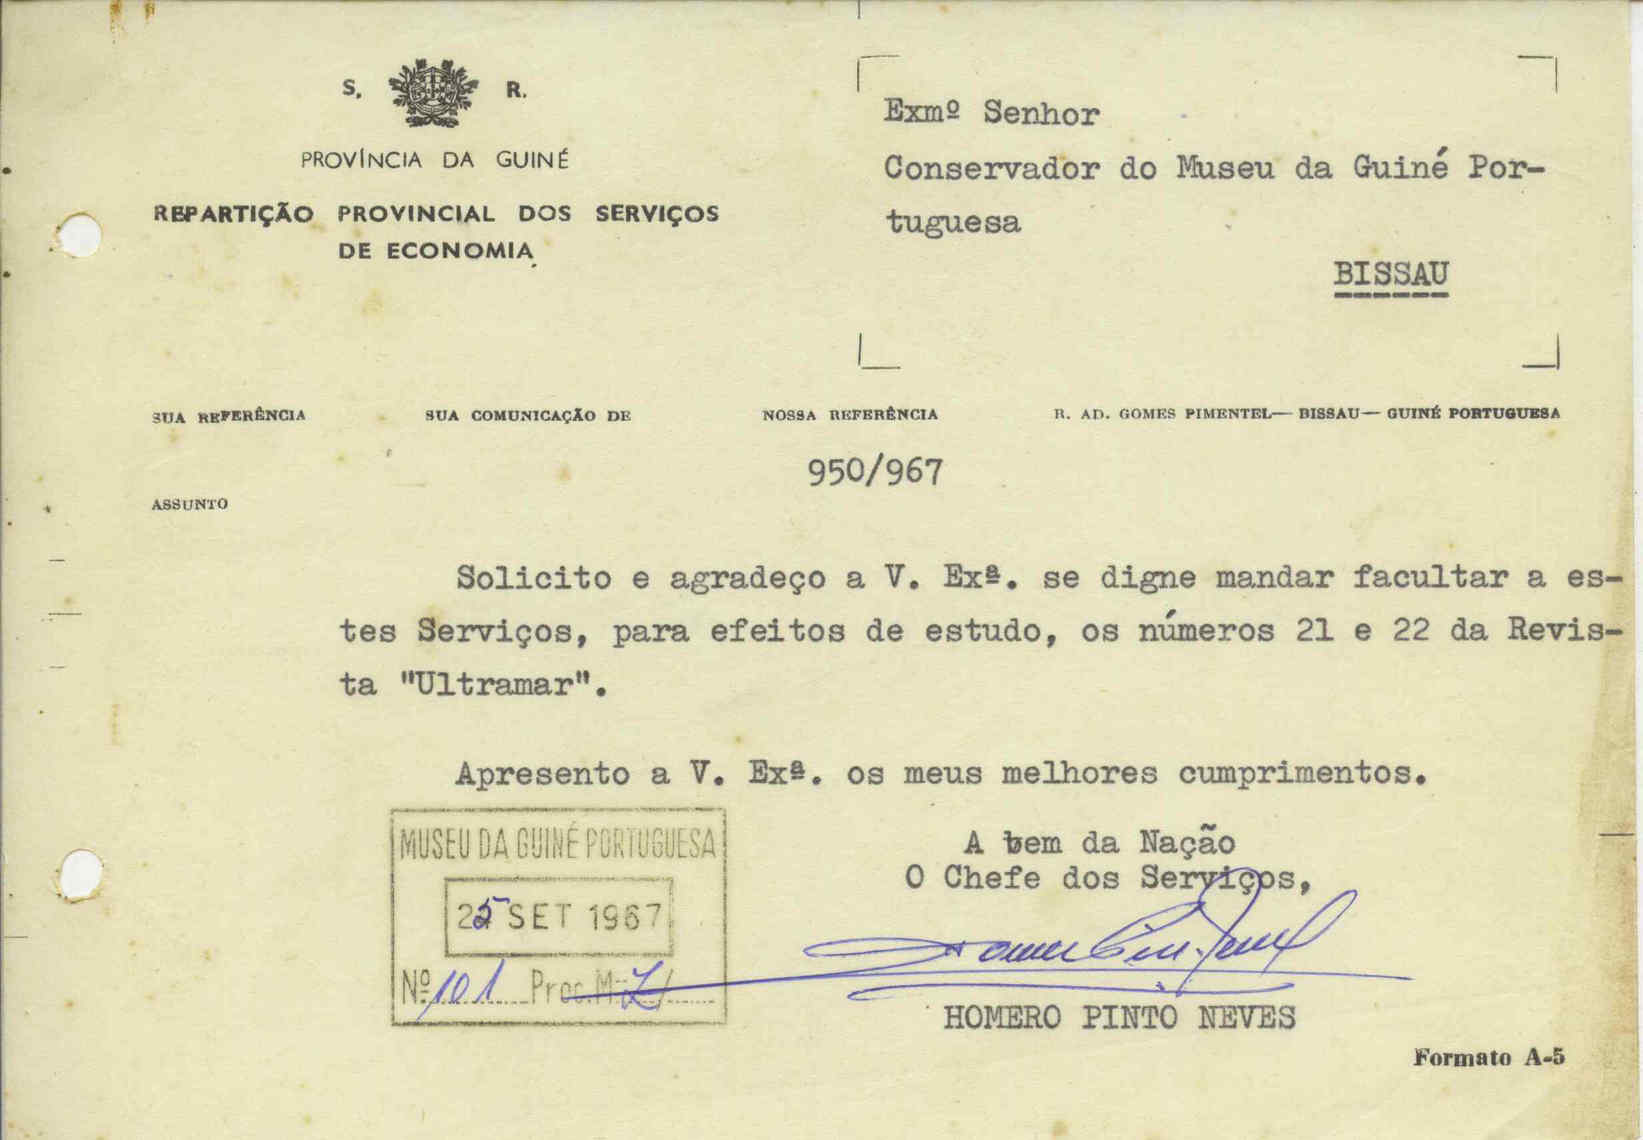 S. R.
PROVÍNCIA DA GUINÉ
REPARTIÇÃO PROVINCIAL DOS SERVIÇOS
DE ECONOMIA
Exmº Senhor
Conservador do Museu da Guiné Por-
tuguesa
BISSAU
SUA REFERÊNCIA SUA COMUNICAÇÃO DE NOSSA REFERÊNCIA R. AD. GOMES PIMENTEL— BISSAU— GUINÉ PORTUGUESA
950/967
ASSUNTO
Solicito e agradeço a V. Exª. se digne mandar facultar a es-
tes Serviços, para efeitos de estudo, os números 21 e 22 da Revis-
ta "Ultramar".
Apresento a V. Exª. os meus melhores cumprimentos.
A bem da Nação
O Chefe dos Serviços,
HOMERO PINTO NEVES
MUSEU DA GUINÉ PORTUGUESA
25 SET 1967
Nº 101 Proc. M
Formato A-5